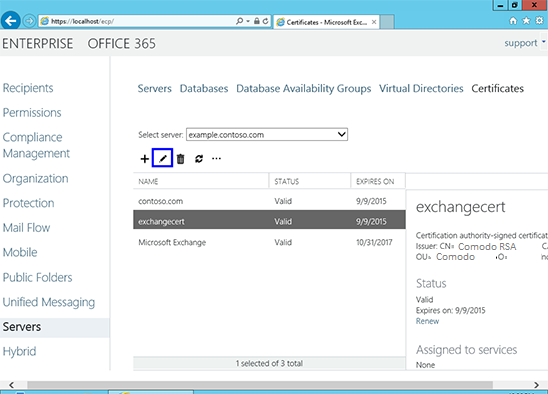 https://localhost/ecp/
Certificates - Microsoft Exc...
ENTERPRISE OFFICE 365
support
Recipients
Permissions
Compliance
Management
Organization
Protection
Mail Flow
Mobile
Public Folders
Unified Messaging
Servers
Hybrid
Servers Databases Database Availability Groups Virtual Directories Certificates
Select server: example.contoso.com
NAME STATUS EXPIRES ON
contoso.com Valid 9/9/2015
exchangecert Valid 9/9/2015
Microsoft Exchange Valid 10/31/2017
1 selected of 3 total
exchangecert
Certification authority-signed certificat
Issuer: CN= Comodo RSA
OU= Comodo
Status
Valid
Expires on: 9/9/2015
Renew
Assigned to services
None